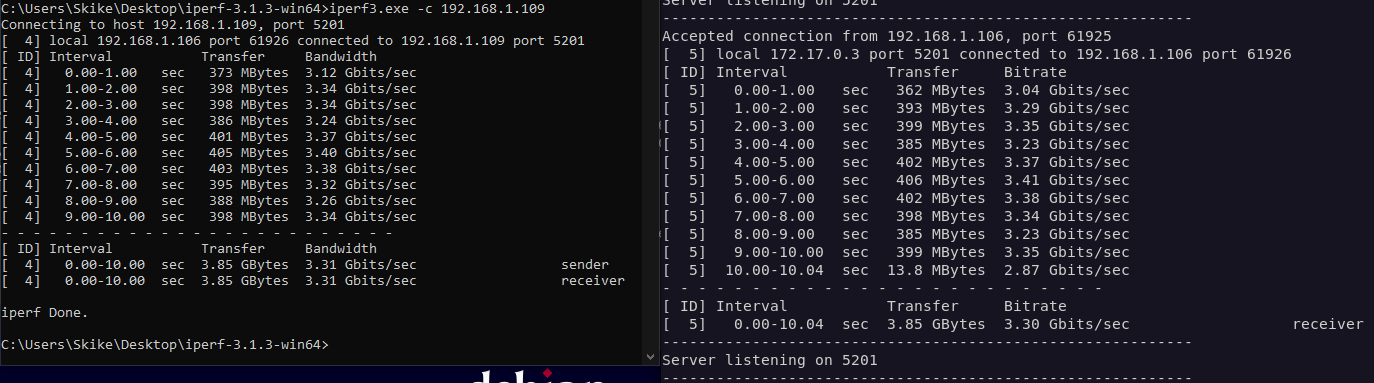 C:\Users\Skike\Desktop\iperf-3.1.3-win64>iperf3.exe -c 192.168.1.109
Connecting to host 192.168.1.109, port 5201
[  4] local 192.168.1.106 port 61926 connected to 192.168.1.109 port 5201
[ ID] Interval           Transfer     Bandwidth
[  4]   0.00-1.00   sec   373 MBytes  3.12 Gbits/sec
[  4]   1.00-2.00   sec   398 MBytes  3.34 Gbits/sec
[  4]   2.00-3.00   sec   398 MBytes  3.34 Gbits/sec
[  4]   3.00-4.00   sec   386 MBytes  3.24 Gbits/sec
[  4]   4.00-5.00   sec   401 MBytes  3.37 Gbits/sec
[  4]   5.00-6.00   sec   405 MBytes  3.40 Gbits/sec
[  4]   6.00-7.00   sec   403 MBytes  3.38 Gbits/sec
[  4]   7.00-8.00   sec   395 MBytes  3.32 Gbits/sec
[  4]   8.00-9.00   sec   388 MBytes  3.26 Gbits/sec
[  4]   9.00-10.00  sec   398 MBytes  3.34 Gbits/sec
- - - - - - - - - - - - - - - - - - - - - - - - -
[ ID] Interval           Transfer     Bandwidth
[  4]   0.00-10.00  sec  3.85 GBytes  3.31 Gbits/sec                  sender
[  4]   0.00-10.00  sec  3.85 GBytes  3.31 Gbits/sec                  receiver
iperf Done.
C:\Users\Skike\Desktop\iperf-3.1.3-win64>
debian
Server listening on 5201
-----------------------------------------------------------
Accepted connection from 192.168.1.106, port 61925
[  5] local 172.17.0.3 port 5201 connected to 192.168.1.106 port 61926
[ ID] Interval           Transfer     Bitrate
[  5]   0.00-1.00   sec   362 MBytes  3.04 Gbits/sec
[  5]   1.00-2.00   sec   393 MBytes  3.29 Gbits/sec
[  5]   2.00-3.00   sec   399 MBytes  3.35 Gbits/sec
[  5]   3.00-4.00   sec   385 MBytes  3.23 Gbits/sec
[  5]   4.00-5.00   sec   402 MBytes  3.37 Gbits/sec
[  5]   5.00-6.00   sec   406 MBytes  3.41 Gbits/sec
[  5]   6.00-7.00   sec   402 MBytes  3.38 Gbits/sec
[  5]   7.00-8.00   sec   398 MBytes  3.34 Gbits/sec
[  5]   8.00-9.00   sec   385 MBytes  3.23 Gbits/sec
[  5]   9.00-10.00  sec   399 MBytes  3.35 Gbits/sec
[  5]  10.00-10.04  sec  13.8 MBytes  2.87 Gbits/sec
- - - - - - - - - - - - - - - - - - - - - - - - -
[ ID] Interval           Transfer     Bitrate
[  5]   0.00-10.04  sec  3.85 GBytes  3.30 Gbits/sec                  receiver
-----------------------------------------------------------
Server listening on 5201
-----------------------------------------------------------